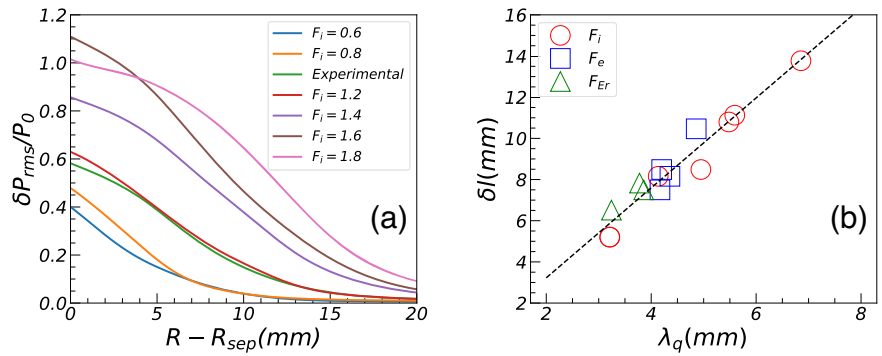 1.2
1.0
0.8
0.6
0.4
0.2
0.0
δP_rms/P_0
0 5 10 15 20
R − R_sep(mm)
F_i = 0.6
F_i = 0.8
Experimental
F_i = 1.2
F_i = 1.4
F_i = 1.6
F_i = 1.8
(a)
16
14
12
10
8
6
4
2
δl(mm)
2 4 6 8
λ_q(mm)
F_i
F_e
F_Er
(b)